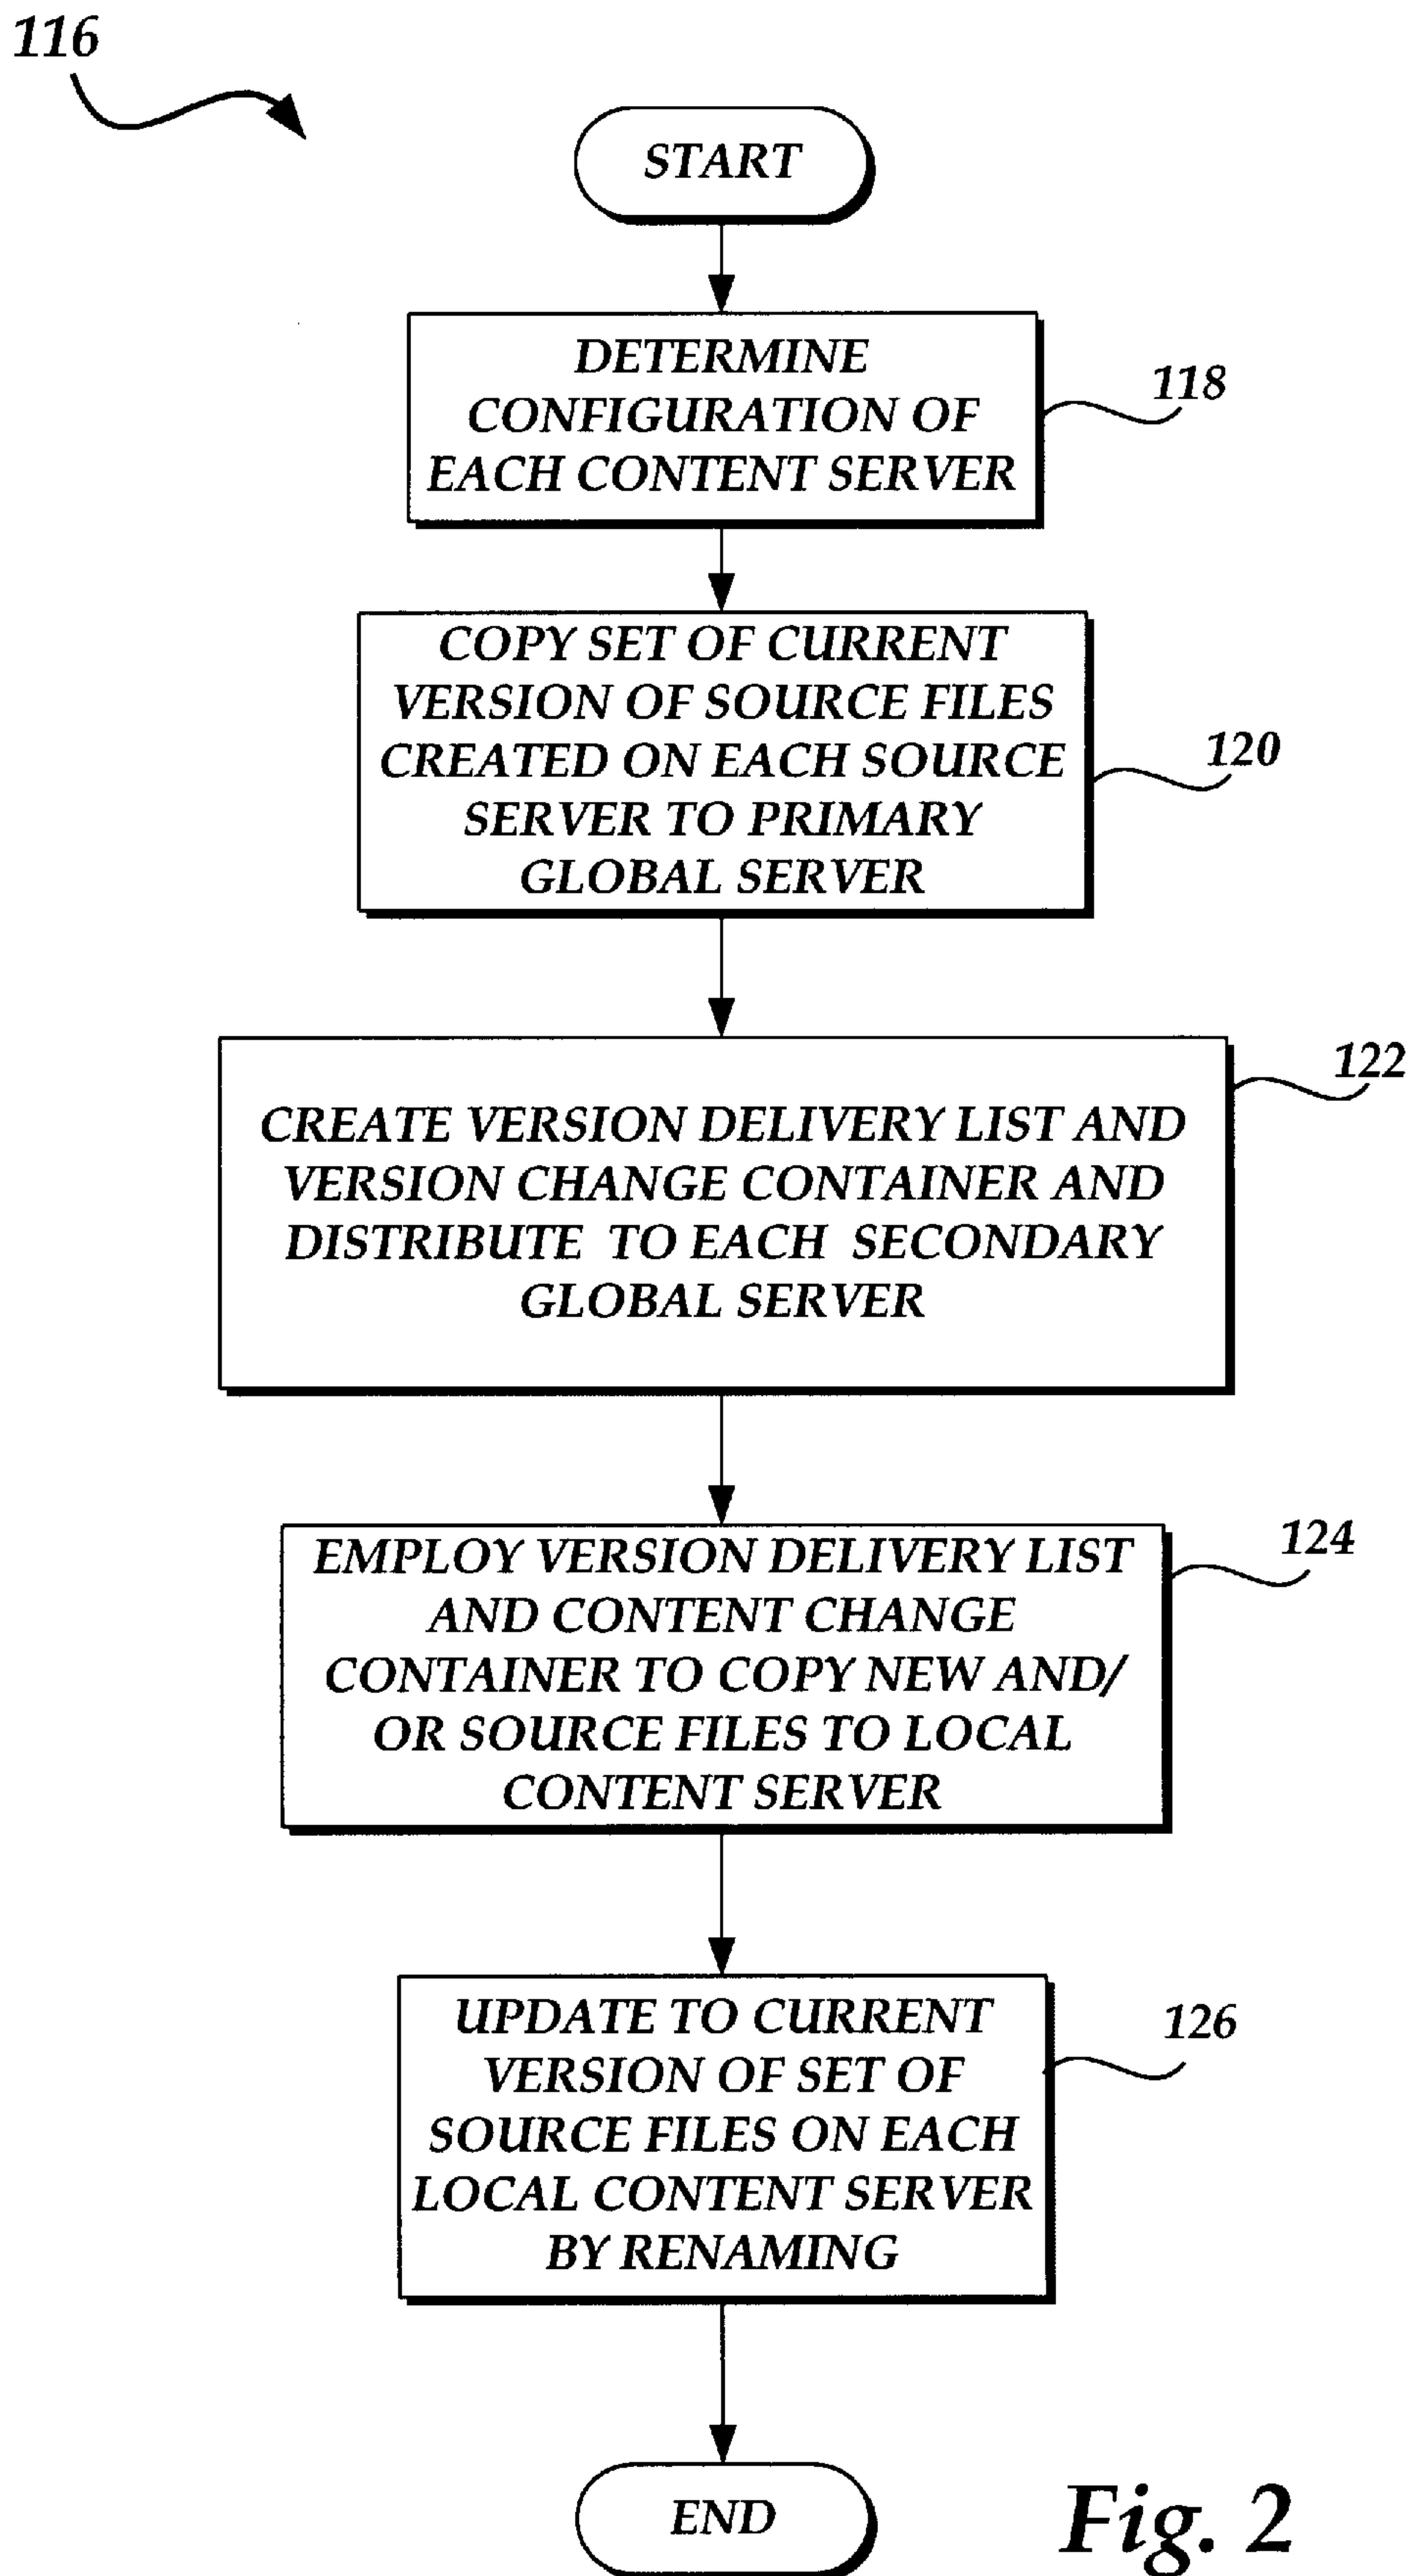 116
START
DETERMINE
CONFIGURATION OF
EACH CONTENT SERVER
118
COPY SET OF CURRENT
VERSION OF SOURCE FILES
CREATED ON EACH SOURCE
SERVER TO PRIMARY
GLOBAL SERVER
120
CREATE VERSION DELIVERY LIST AND
VERSION CHANGE CONTAINER AND
DISTRIBUTE TO EACH SECONDARY
GLOBAL SERVER
122
EMPLOY VERSION DELIVERY LIST
AND CONTENT CHANGE
CONTAINER TO COPY NEW AND/
OR SOURCE FILES TO LOCAL
CONTENT SERVER
124
UPDATE TO CURRENT
VERSION OF SET OF
SOURCE FILES ON EACH
LOCAL CONTENT SERVER
BY RENAMING
126
END
Fig. 2